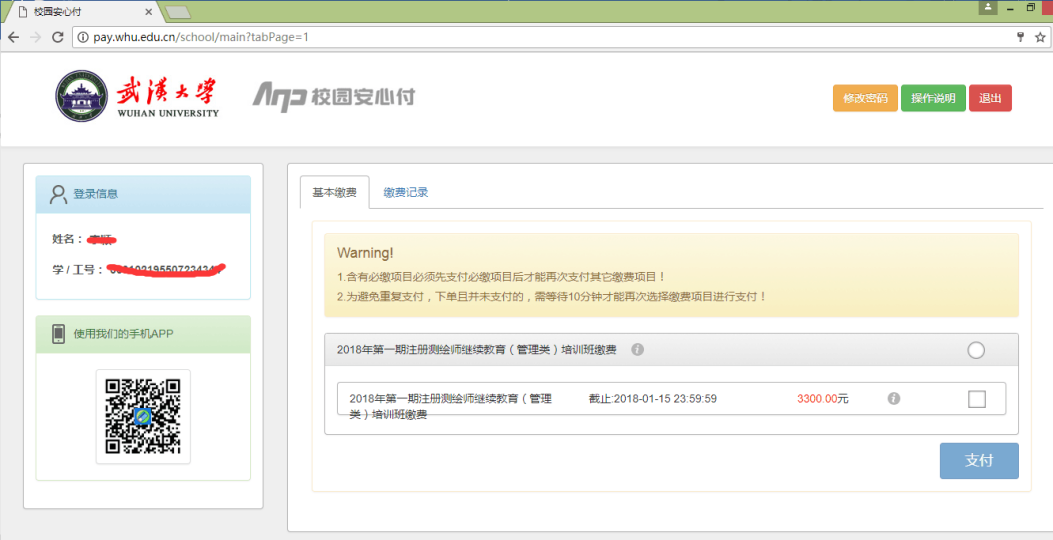 校园安心付
pay.whu.edu.cn/school/main?tabPage=1
武漢大学
WUHAN UNIVERSITY
校园安心付
修改密码 操作说明 退出
登录信息
姓名：
学 / 工号：
使用我们的手机APP
基本缴费 缴费记录
Warning!
1.含有必缴项目必须先支付必缴项目后才能再次支付其它缴费项目！
2.为避免重复支付，下单且并未支付的，需等待10分钟才能再次选择缴费项目进行支付！
2018年第一期注册测绘师继续教育（管理类）培训班缴费
2018年第一期注册测绘师继续教育（管理 截止:2018-01-15 23:59:59 3300.00元
类）培训班缴费
支付